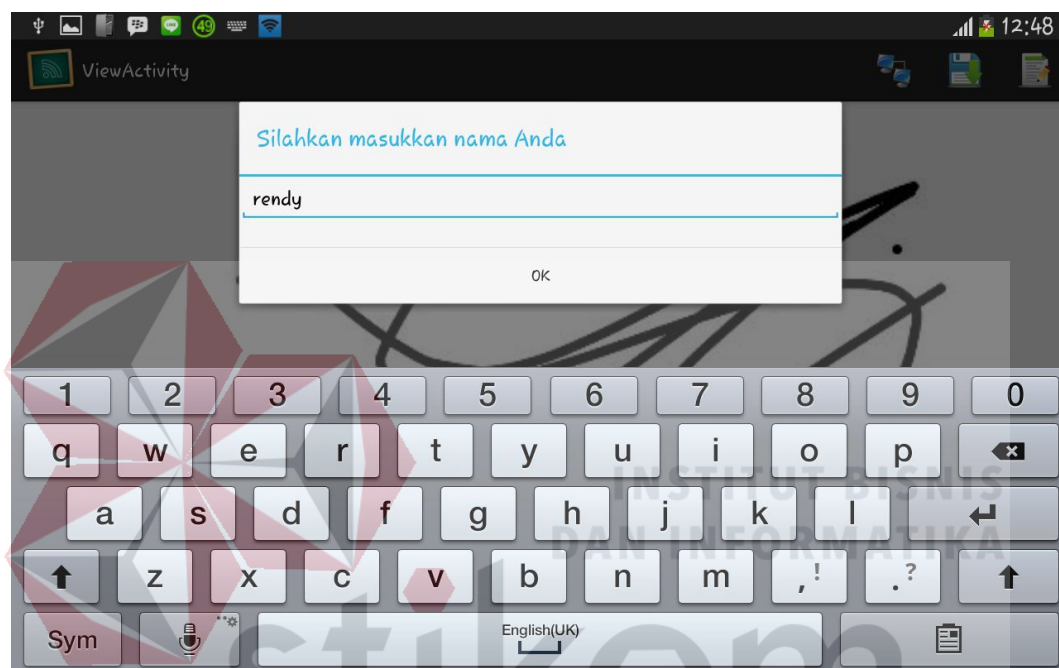 49 12:48
ViewActivity
Silahkan masukkan nama Anda
rendy
OK
1 2 3 4 5 6 7 8 9 0
q w e r t y u i o p
INSTITUT BISNIS
a s d f g h j k l
DAN INFORMATIKA
z x c v b n m , ! . ?
Sym English(UK)
stikom